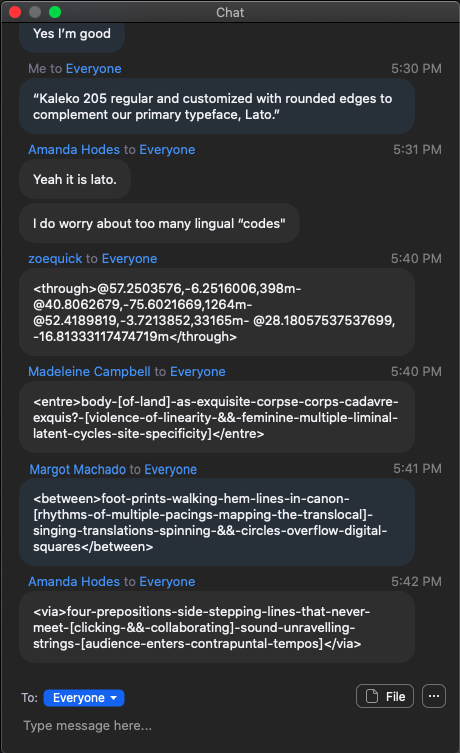 Chat
Yes I’m good
Me to Everyone 5:30 PM
“Kaleko 205 regular and customized with rounded edges to
complement our primary typeface, Lato.”
Amanda Hodes to Everyone 5:31 PM
Yeah it is lato.
I do worry about too many lingual “codes"
zoequick to Everyone 5:40 PM
<through>@57.2503576,-6.2516006,398m-
@40.8062679,-75.6021669,1264m-
@52.4189819,-3.7213852,33165m- @28.18057537537699,
-16.81333117474719m</through>
Madeleine Campbell to Everyone 5:40 PM
<entre>body-[of-land]-as-exquisite-corpse-corps-cadavre-
exquis?-[violence-of-linearity-&&-feminine-multiple-liminal-
latent-cycles-site-specificity]</entre>
Margot Machado to Everyone 5:41 PM
<between>foot-prints-walking-hem-lines-in-canon-
[rhythms-of-multiple-pacings-mapping-the-translocal]-
singing-translations-spinning-&&-circles-overflow-digital-
squares</between>
Amanda Hodes to Everyone 5:42 PM
<via>four-prepositions-side-stepping-lines-that-never-
meet-[clicking-&&-collaborating]-sound-unravelling-
strings-[audience-enters-contrapuntal-tempos]</via>
To: Everyone File ...
Type message here...